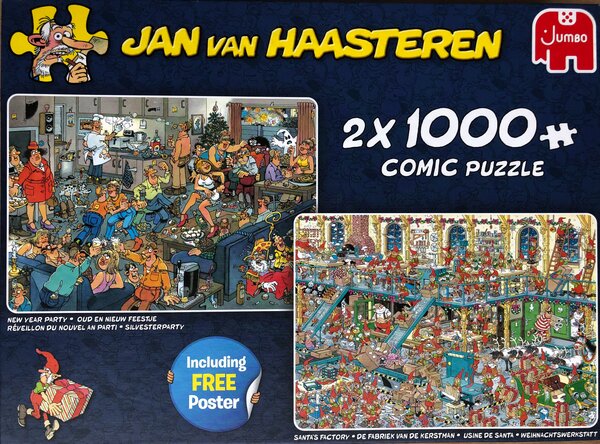 JAN VAN HAASTEREN
Jumbo
2 X 1000
COMIC PUZZLE
NEW YEAR PARTY • OUD EN NIEUW FEESTJE
RÉVEILLON DU NOUVEL AN PARTI • SILVESTERPARTY
Including
FREE
Poster
SANTA'S FACTORY • DE FABRIEK VAN DE KERSTMAN • USINE DE SANTA • WEIHNACHTSWERKSTATT